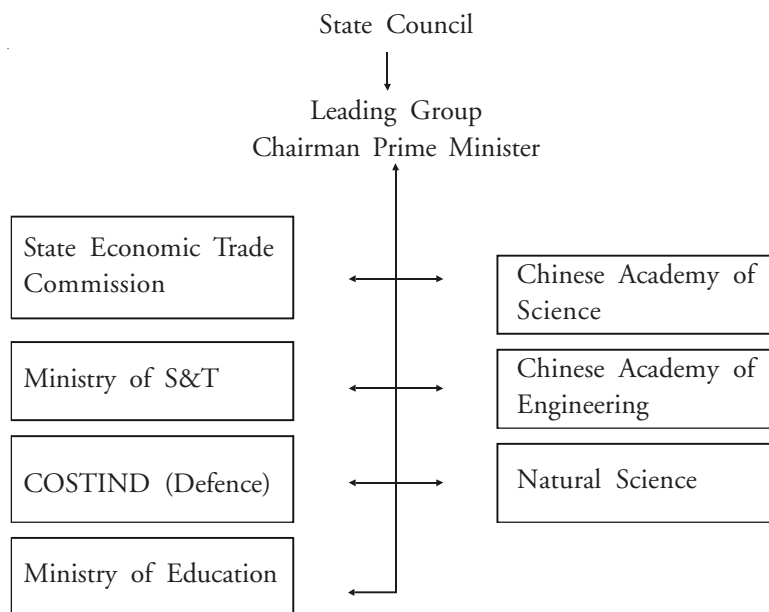 State Council
Leading Group
Chairman Prime Minister
State Economic Trade
Commission
Ministry of S&T
COSTIND (Defence)
Ministry of Education
Chinese Academy of
Science
Chinese Academy of
Engineering
Natural Science